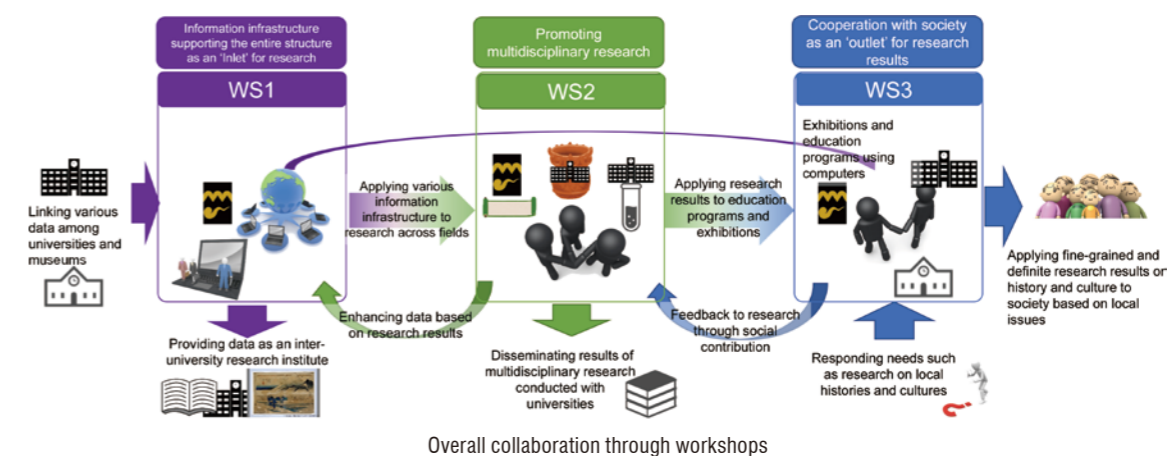 Information infrastructure
supporting the entire structure
as an ‘Inlet’ for research
WS1
Promoting
multidisciplinary research
WS2
Cooperation with society
as an ‘outlet’ for research
results
WS3
Linking various
data among
universities and
museums
Applying various
information
infrastructure to
research across fields
Applying research
results to education
programs and
exhibitions
Exhibitions and
education
programs using
computers
Applying fine-grained and
definite research results on
history and culture to
society based on local
issues
Enhancing data based
on research results
Feedback to research
through social
contribution
Providing data as an inter-
university research institute
Disseminating results of
multidisciplinary research
conducted with
universities
Responding needs such
as research on local
histories and cultures
Overall collaboration through workshops